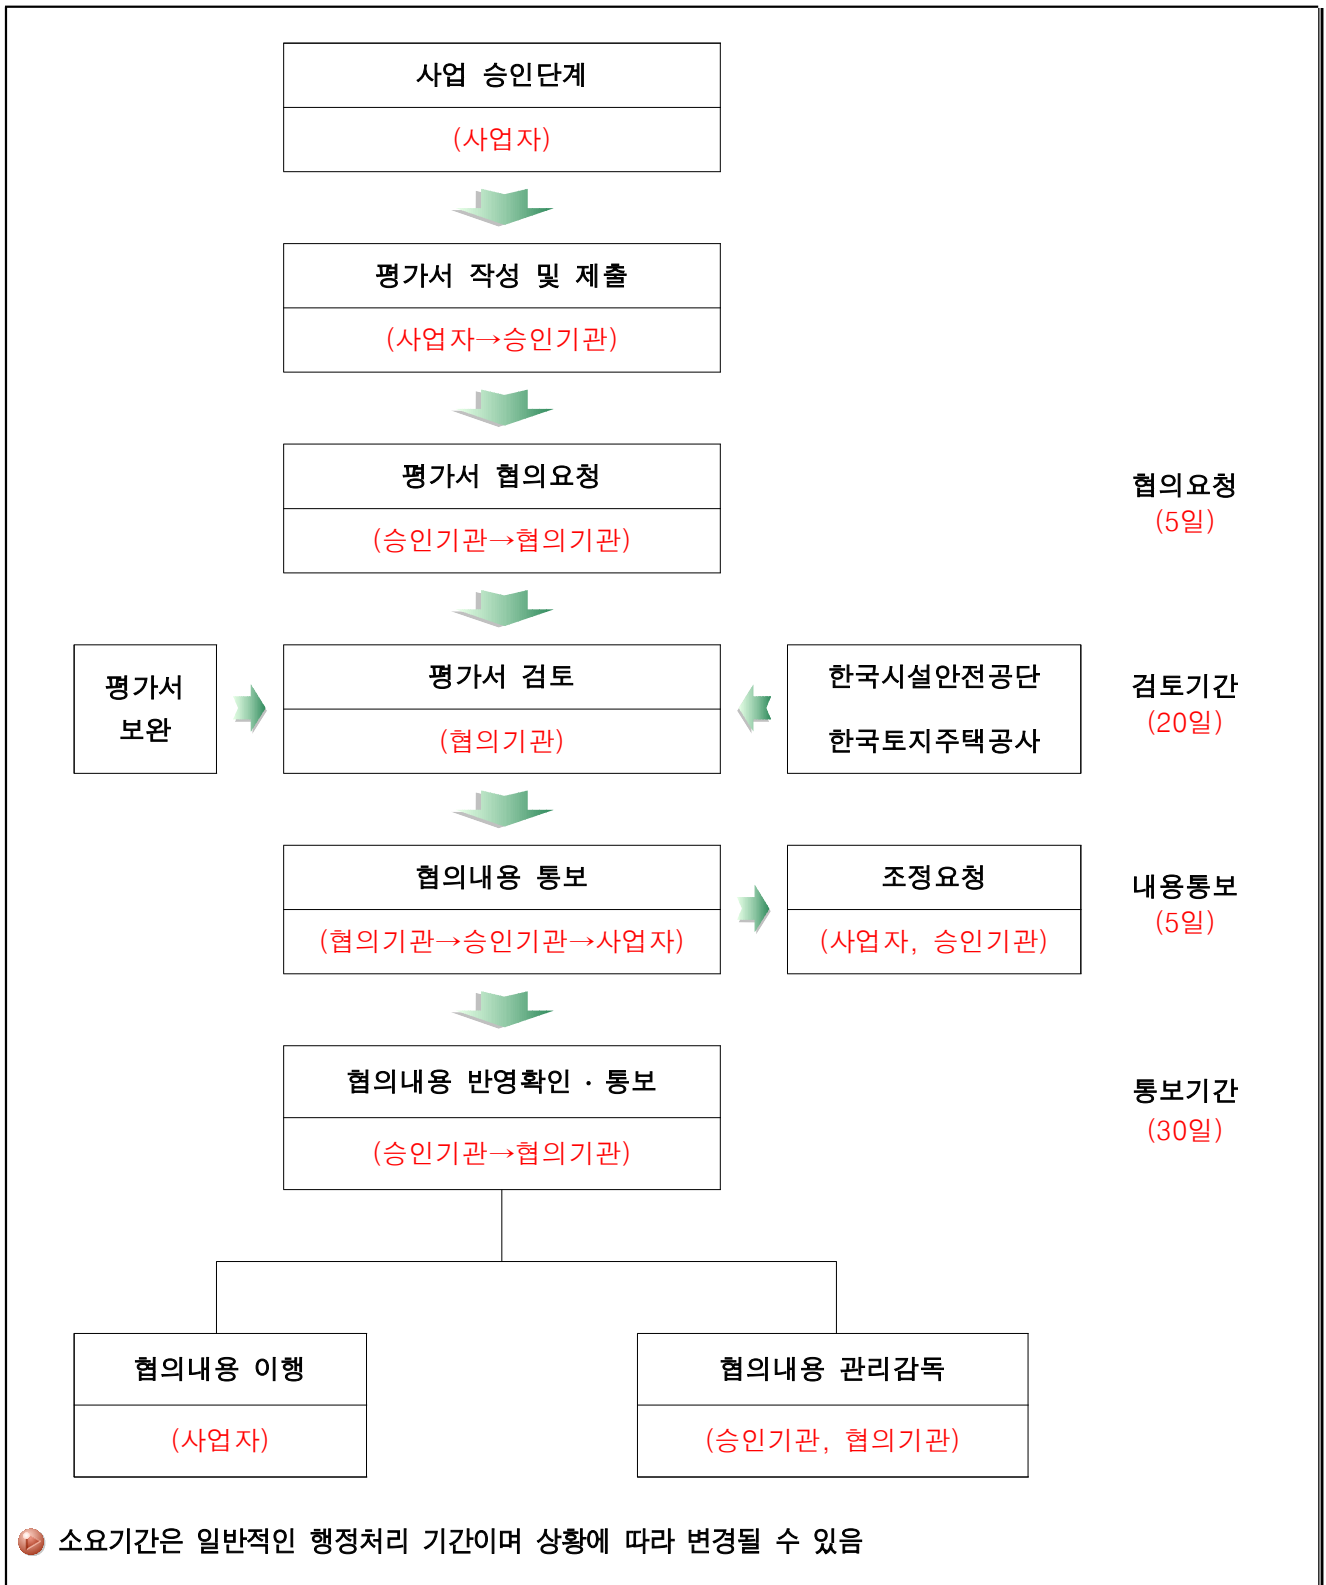 사업 승인단계
(사업자)
평가서 작성 및 제출
(사업자→승인기관)
평가서 협의요청
(승인기관→협의기관)
협의요청
(5일)
평가서
보완
평가서 검토
(협의기관)
한국시설안전공단
한국토지주택공사
검토기간
(20일)
협의내용 통보
(협의기관→승인기관→사업자)
조정요청
(사업자, 승인기관)
내용통보
(5일)
협의내용 반영확인 · 통보
(승인기관→협의기관)
통보기간
(30일)
협의내용 이행
(사업자)
협의내용 관리감독
(승인기관, 협의기관)
소요기간은 일반적인 행정처리 기간이며 상황에 따라 변경될 수 있음